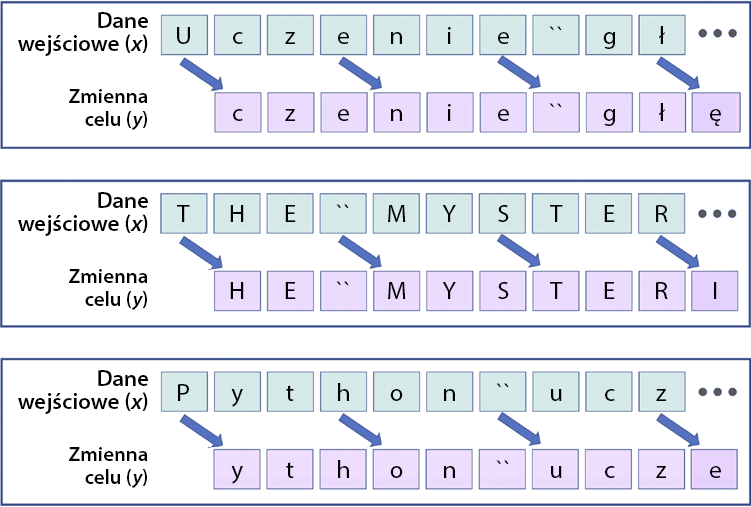 Dane wejściowe (x) U c z e n i e `` g ł •••
Zmienna celu (y) c z e n i e `` g ł ę
Dane wejściowe (x) T H E `` M Y S T E R •••
Zmienna celu (y) H E `` M Y S T E R I
Dane wejściowe (x) P y t h o n `` u c z •••
Zmienna celu (y) y t h o n `` u c z e